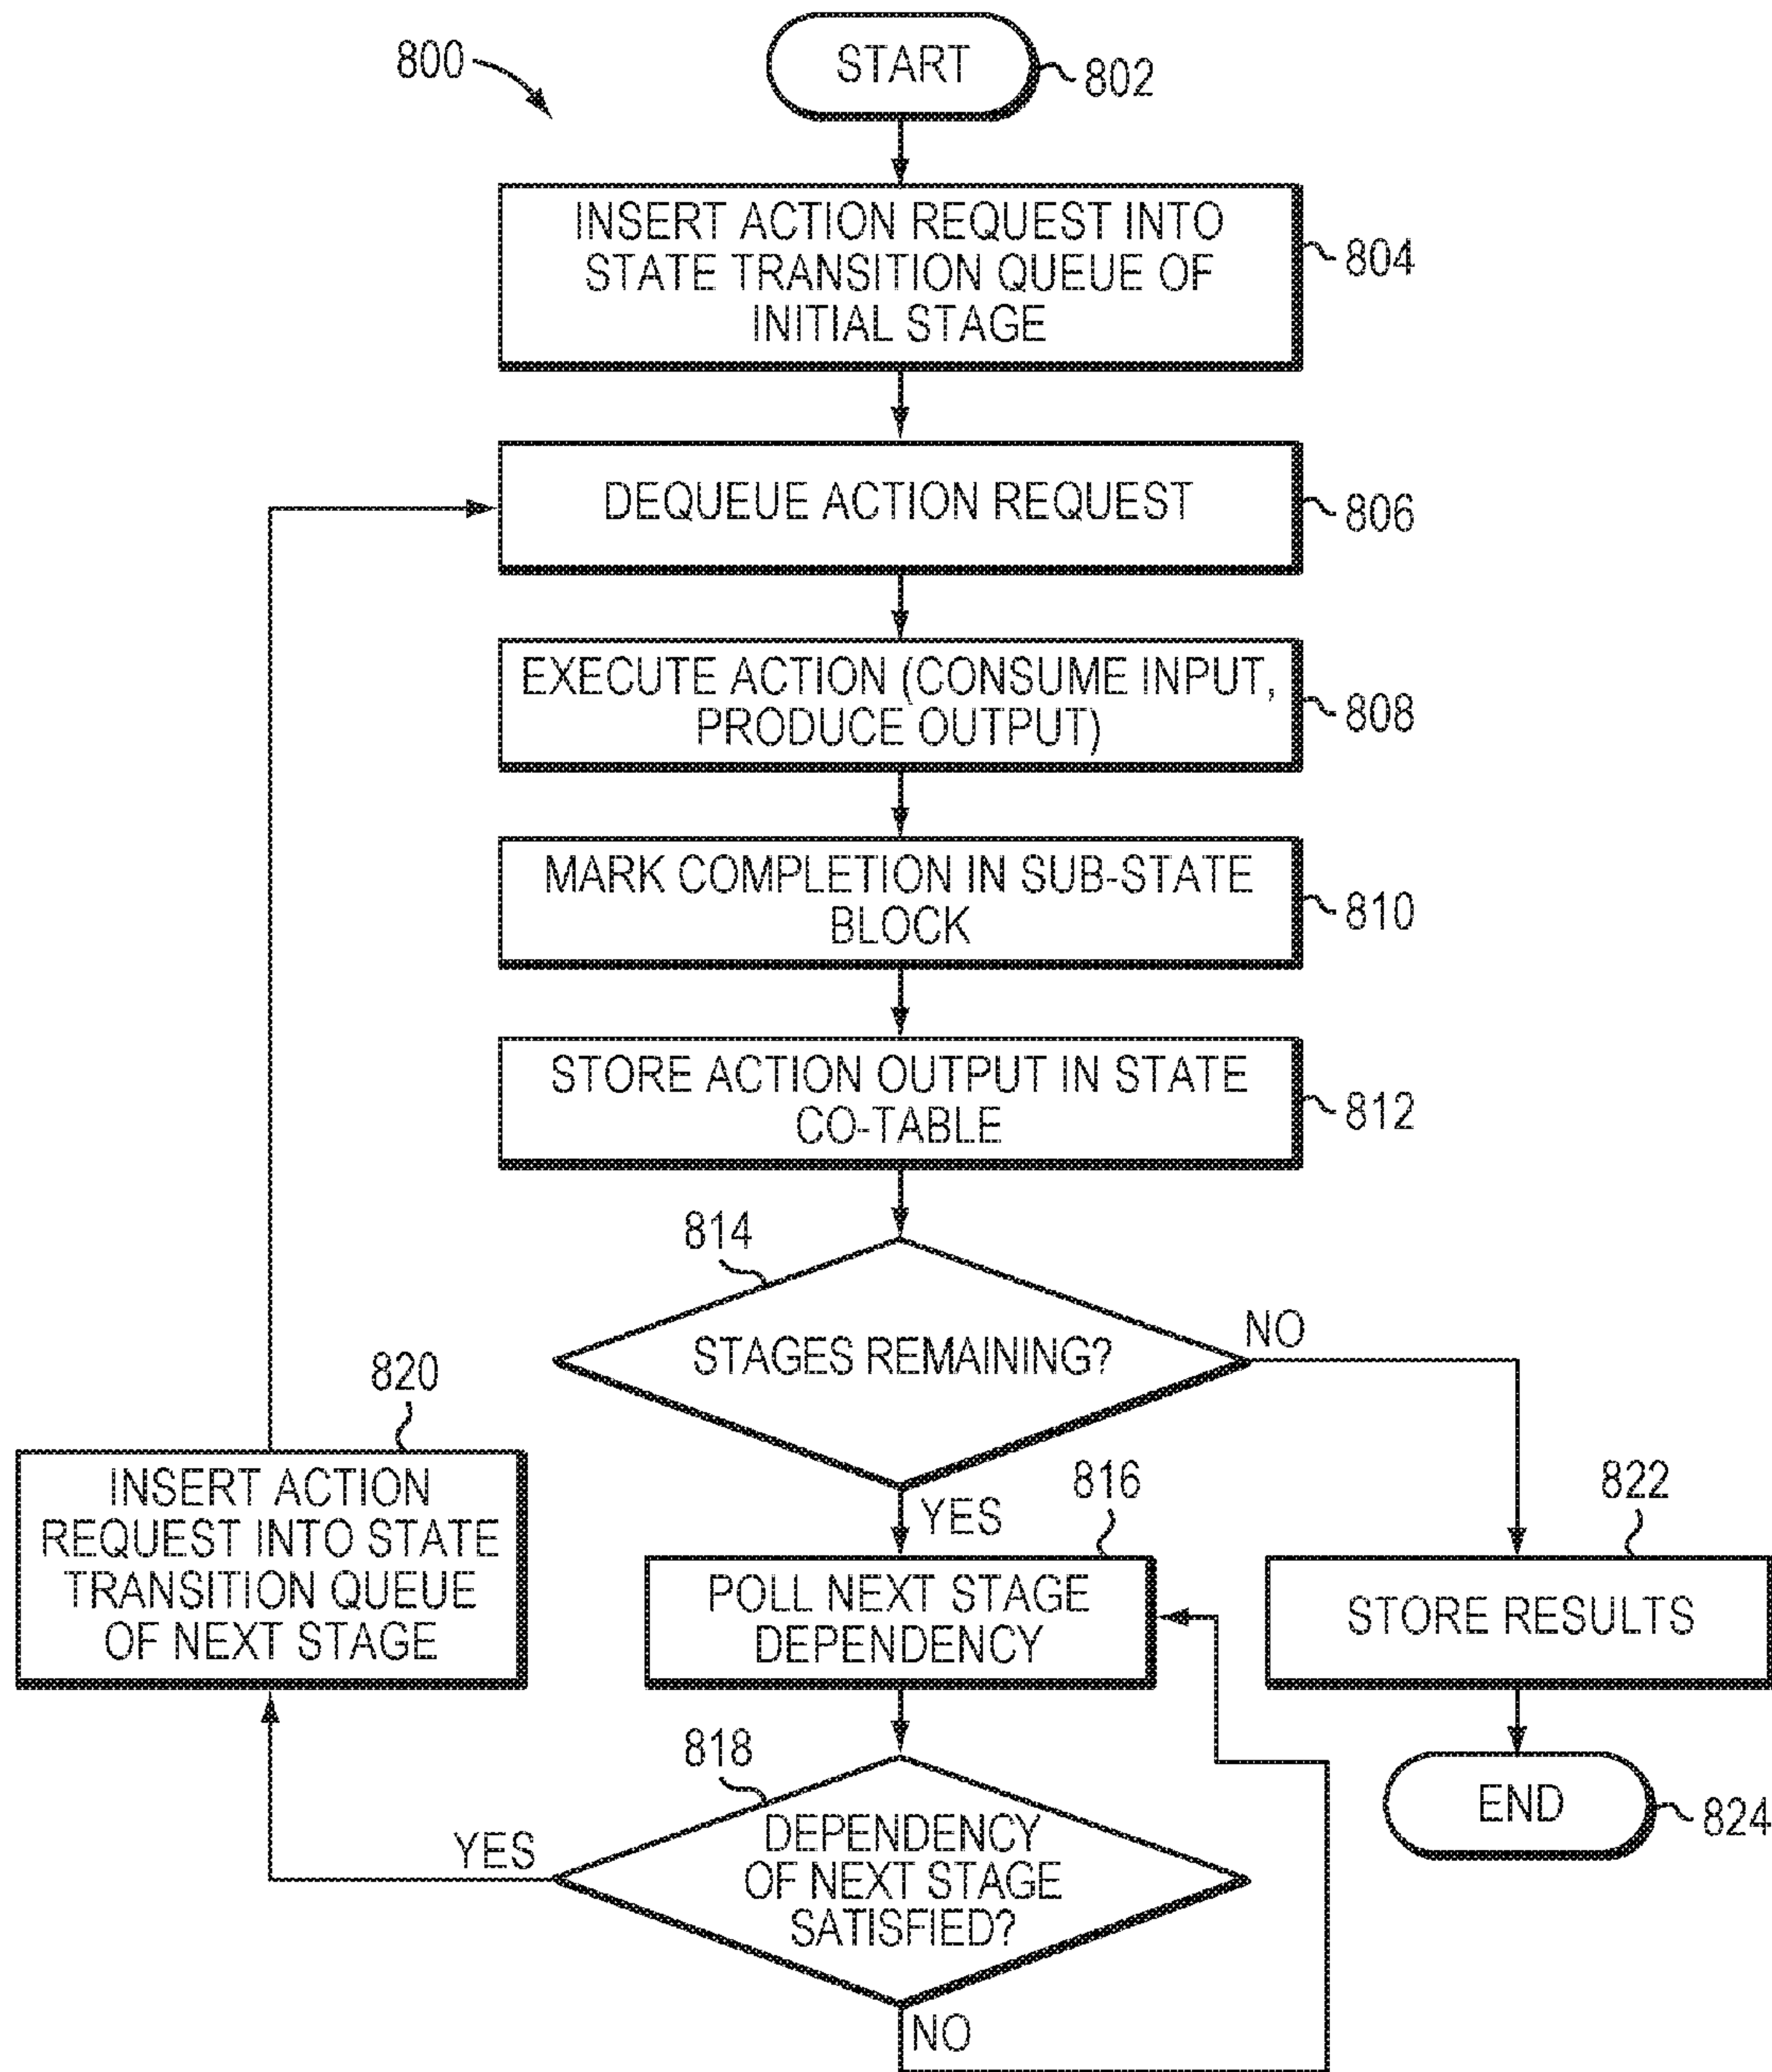 800
START
802
INSERT ACTION REQUEST INTO
STATE TRANSITION QUEUE OF
INITIAL STAGE
804
DEQUEUE ACTION REQUEST
806
EXECUTE ACTION (CONSUME INPUT,
PRODUCE OUTPUT)
808
MARK COMPLETION IN SUB-STATE
BLOCK
810
STORE ACTION OUTPUT IN STATE
CO-TABLE
812
814
STAGES REMAINING?
NO
YES
816
POLL NEXT STAGE
DEPENDENCY
818
DEPENDENCY
OF NEXT STAGE
SATISFIED?
YES
NO
820
INSERT ACTION
REQUEST INTO STATE
TRANSITION QUEUE
OF NEXT STAGE
822
STORE RESULTS
END
824